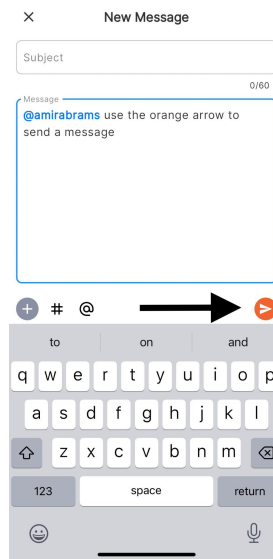 New Message
Subject
0/60
Message
@amirabrams use the orange arrow to
send a message
# @
to on and
q w e r t y u i o p
a s d f g h j k l
z x c v b n m
123 space return